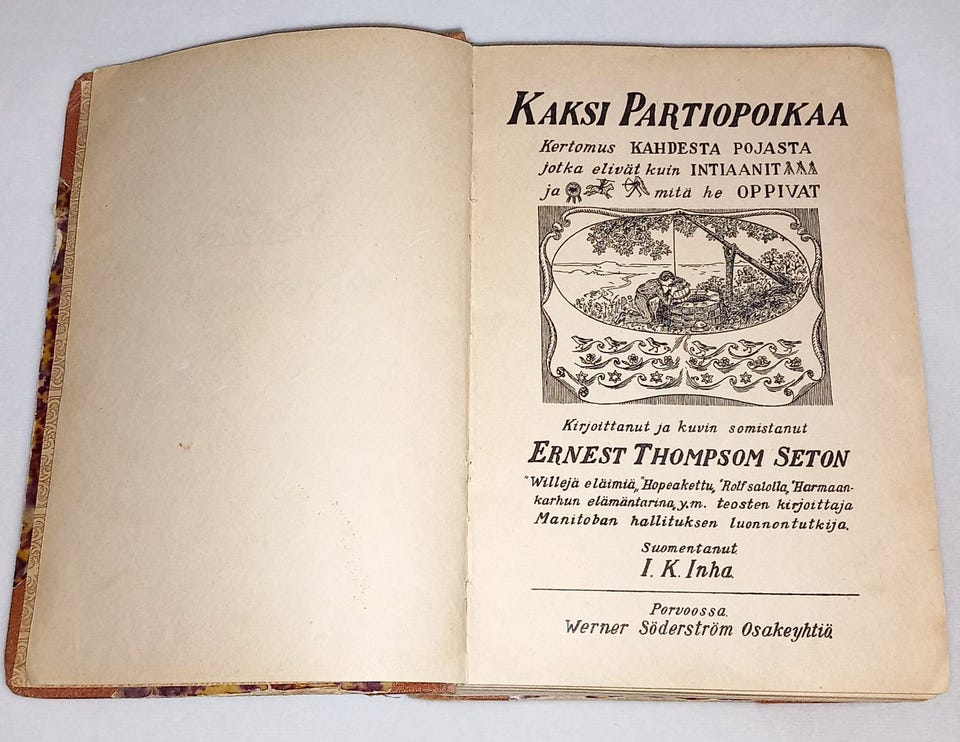 KAKSI PARTIOPOIKAA
Kertomus KAHDESTA POJASTA
jotka elivät kuin INTIAANIT
ja mitä he OPPIVAT
Kirjoittanut ja kuvin somistanut
ERNEST THOMPSOM SETON
"Willejä eläimiä," "Hopeakettu," "Rolf salolla," "Harmaan-
karhun elämäntarina, y.m. teosten kirjoittaja
Manitoban hallituksen luonnontutkija.
Suomentanut
I. K. Inha.
Porvoossa.
Werner Söderström Osakeyhtiö.